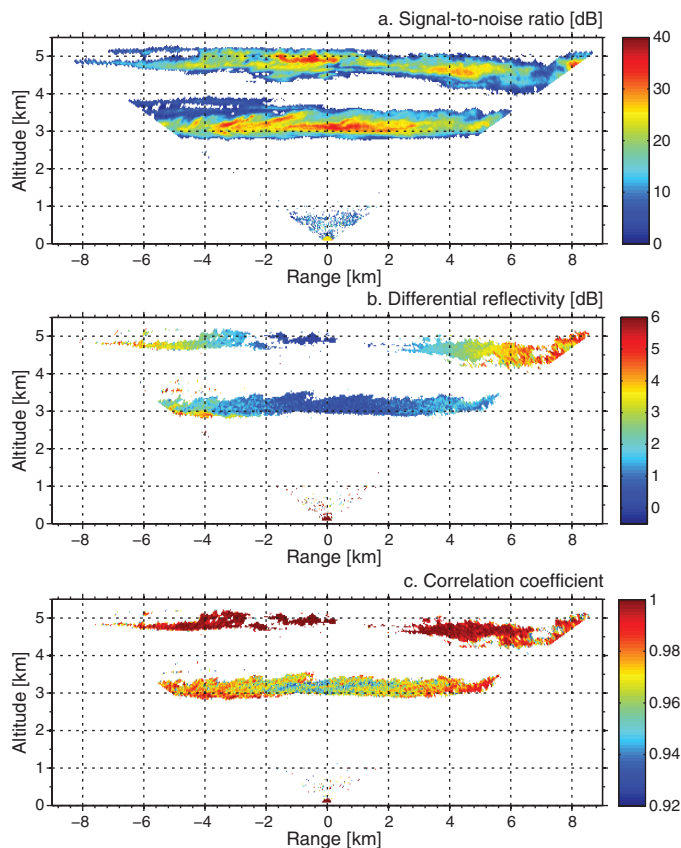 a. Signal-to-noise ratio [dB]
Altitude [km]
5
4
3
2
1
0
−8 −6 −4 −2 0 2 4 6 8
Range [km]
40
30
20
10
0
b. Differential reflectivity [dB]
Altitude [km]
5
4
3
2
1
0
−8 −6 −4 −2 0 2 4 6 8
Range [km]
6
5
4
3
2
1
0
c. Correlation coefficient
Altitude [km]
5
4
3
2
1
0
−8 −6 −4 −2 0 2 4 6 8
Range [km]
1
0.98
0.96
0.94
0.92